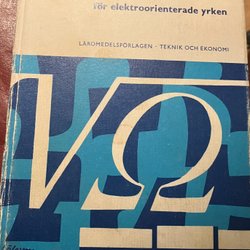 för elektroorienterade yrken
LÄROMEDELSFÖRLAGEN - TEKNIK OCH EKONOMI
VΩ